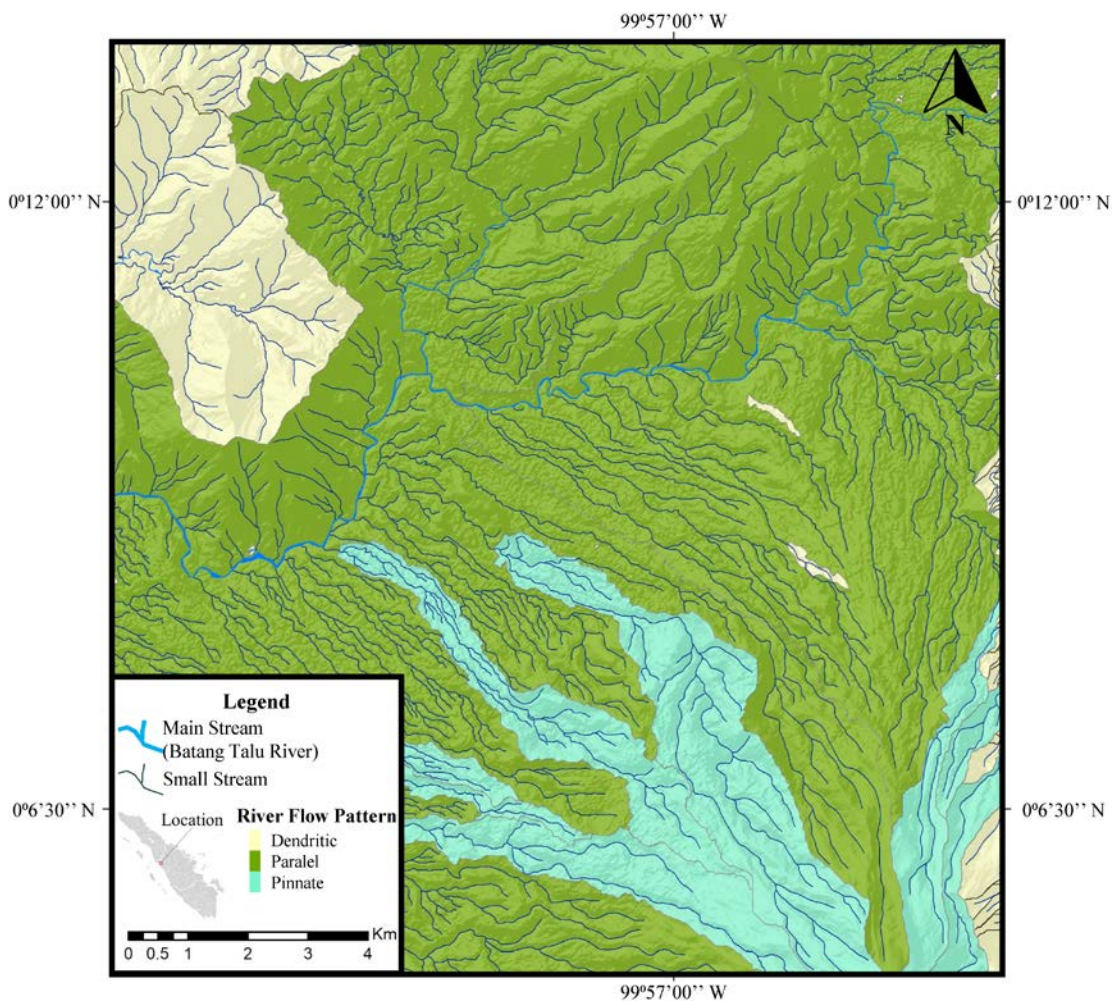 99º57'00'' W
N
0º12'00'' N
0º12'00'' N
Legend
Main Stream
(Batang Talu River)
Small Stream
Location
River Flow Pattern
Dendritic
Paralel
Pinnate
Km
0 0.5 1 2 3 4
0º6'30'' N
0º6'30'' N
99º57'00'' W